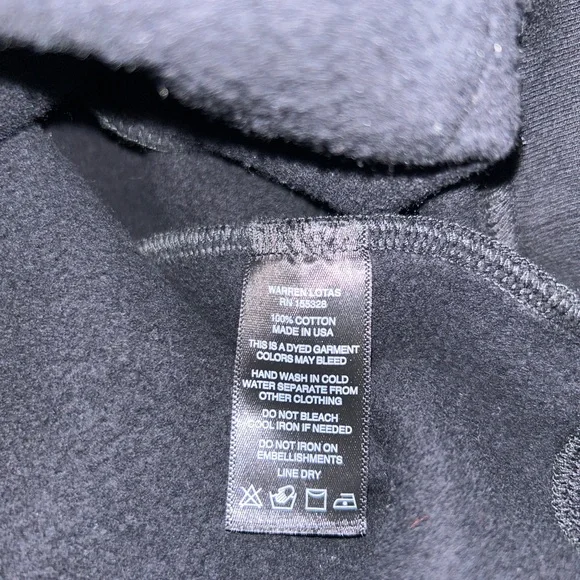 WARREN LOTAS
RN 155328
100% COTTON
MADE IN USA
THIS IS A DYED GARMENT
COLORS MAY BLEED
HAND WASH IN COLD
WATER SEPARATE FROM
OTHER CLOTHING
DO NOT BLEACH
COOL IRON IF NEEDED
DO NOT IRON ON
EMBELLISHMENTS
LINE DRY